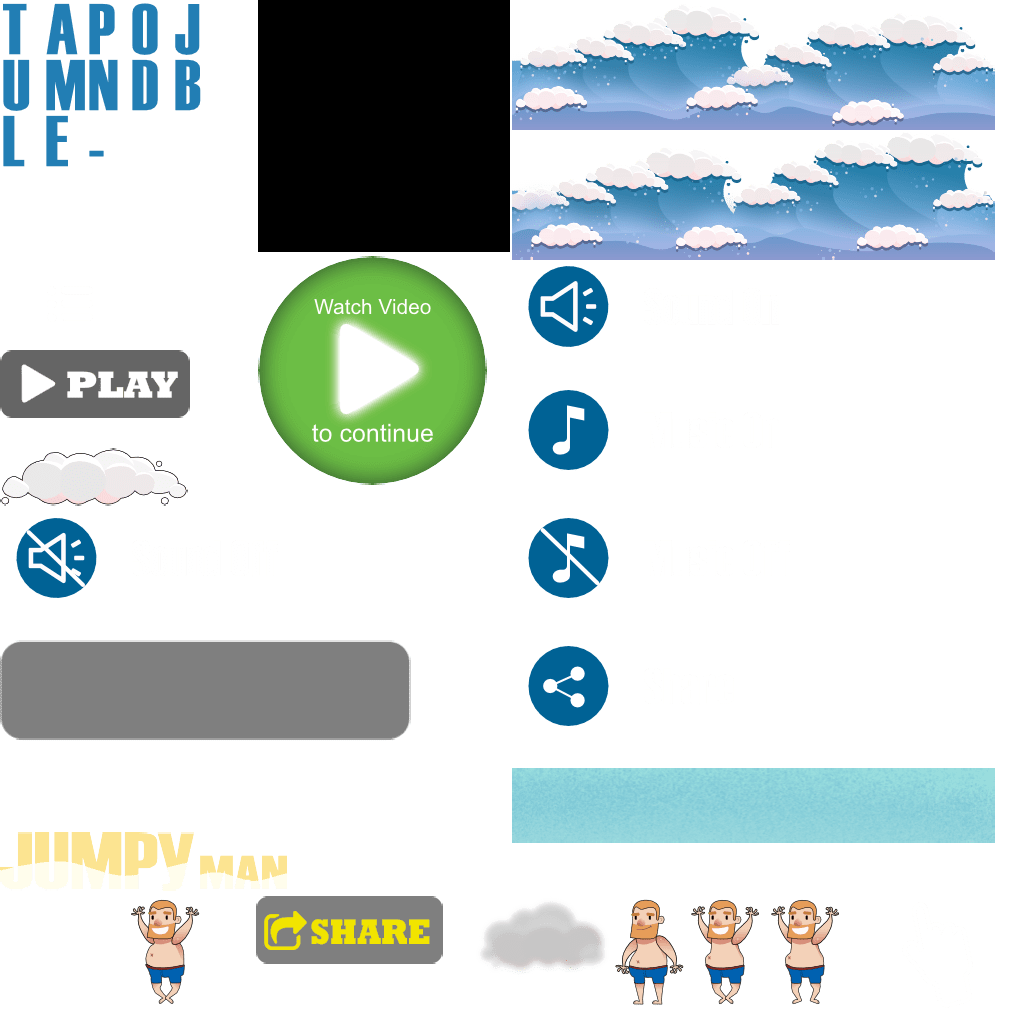 T A P O J
U M N D B
L E -
Watch Video
to continue
PLAY
JUMPY MAN
SHARE